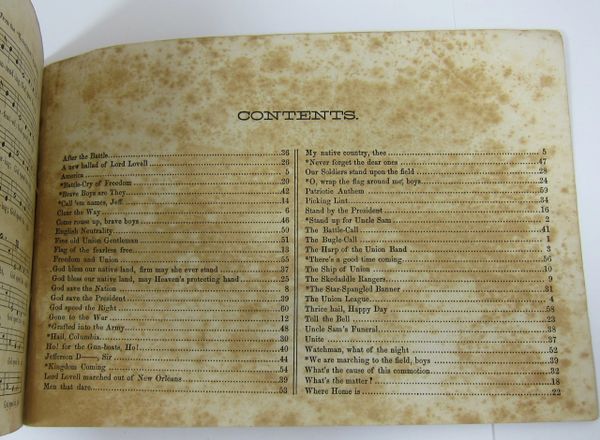 CONTENTS.
After the Battle 36
A new ballad of Lord Lovell 26
America 5
*Battle-Cry of Freedom 20
*Brave Boys are They 42
*Call 'em names, Jeff 14
Clear the Way 6
Come rouse up, brave boys 46
English Neutrality 50
Fine old Union Gentleman 51
Flag of the fearless free 13
Freedom and Union 55
God bless our native land, firm may she ever stand 37
God bless our native land, may Heaven's protecting hand 25
God save the Nation 8
God save the President 39
God speed the Right 60
Gone to the War 12
*Grafted into the Army 48
*Hail, Columbia 30
Ho! for the Gun-boats, Ho! 40
Jefferson D——, Sir 44
*Kingdom Coming 54
Lord Lovell marched out of New Orleans 39
Men that dare 53
My native country, thee 5
*Never forget the dear ones 47
Our Soldiers stand upon the field 28
*O, wrap the flag around me, boys 24
Patriotic Anthem 59
Picking Lint 34
Stand by the President 16
*Stand up for Uncle Sam
The Battle-Call 41
The Bugle-Call 1
The Harp of the Union Band 3
*There's a good time coming 56
The Ship of Union 10
The Skedaddle Rangers 9
*The Star-Spangled Banner 31
The Union League 4
Thrice hail, Happy Day 58
Toll the Bell 23
Uncle Sam's Funeral 38
Unite 37
Watchman, what of the night 52
*We are marching to the field, boys
What's the cause of this commotion 32
What's the matter? 18
Where Home is 22